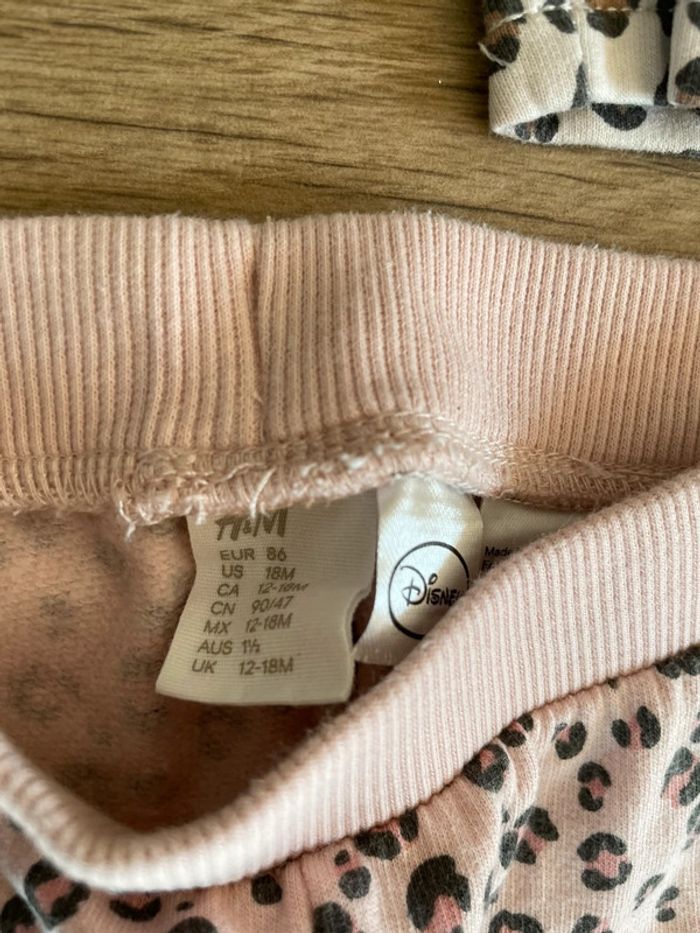 H&M
EUR 86
US 18M
CA 12-18M
CN 90/47
MX 12-18M
AUS 1½
UK 12-18M
Disney
Made